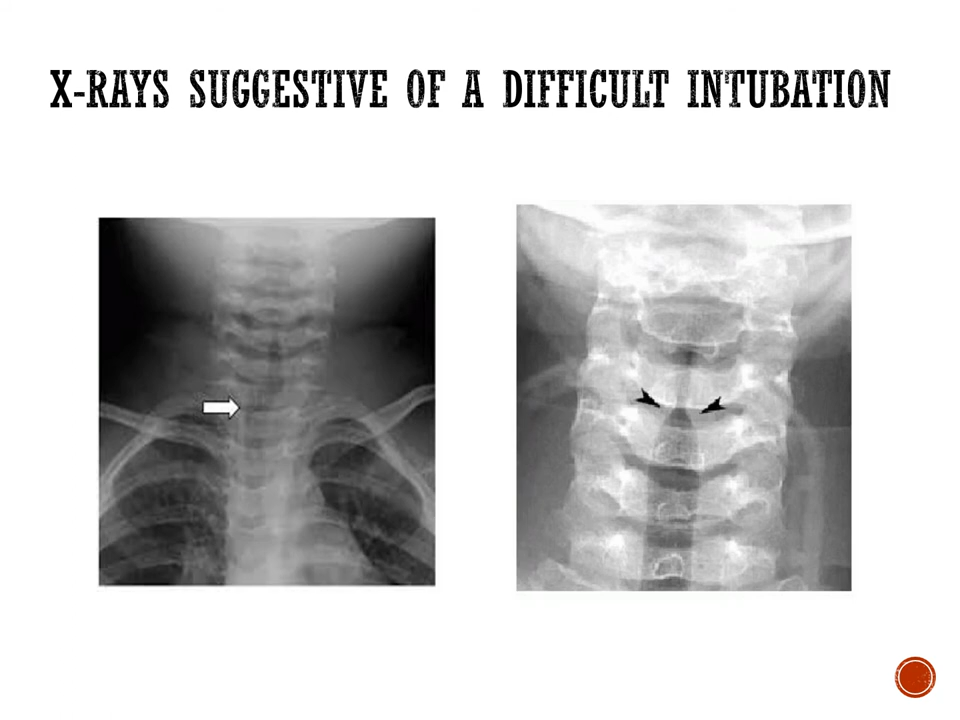 X-RAYS SUGGESTIVE OF A DIFFICULT INTUBATION